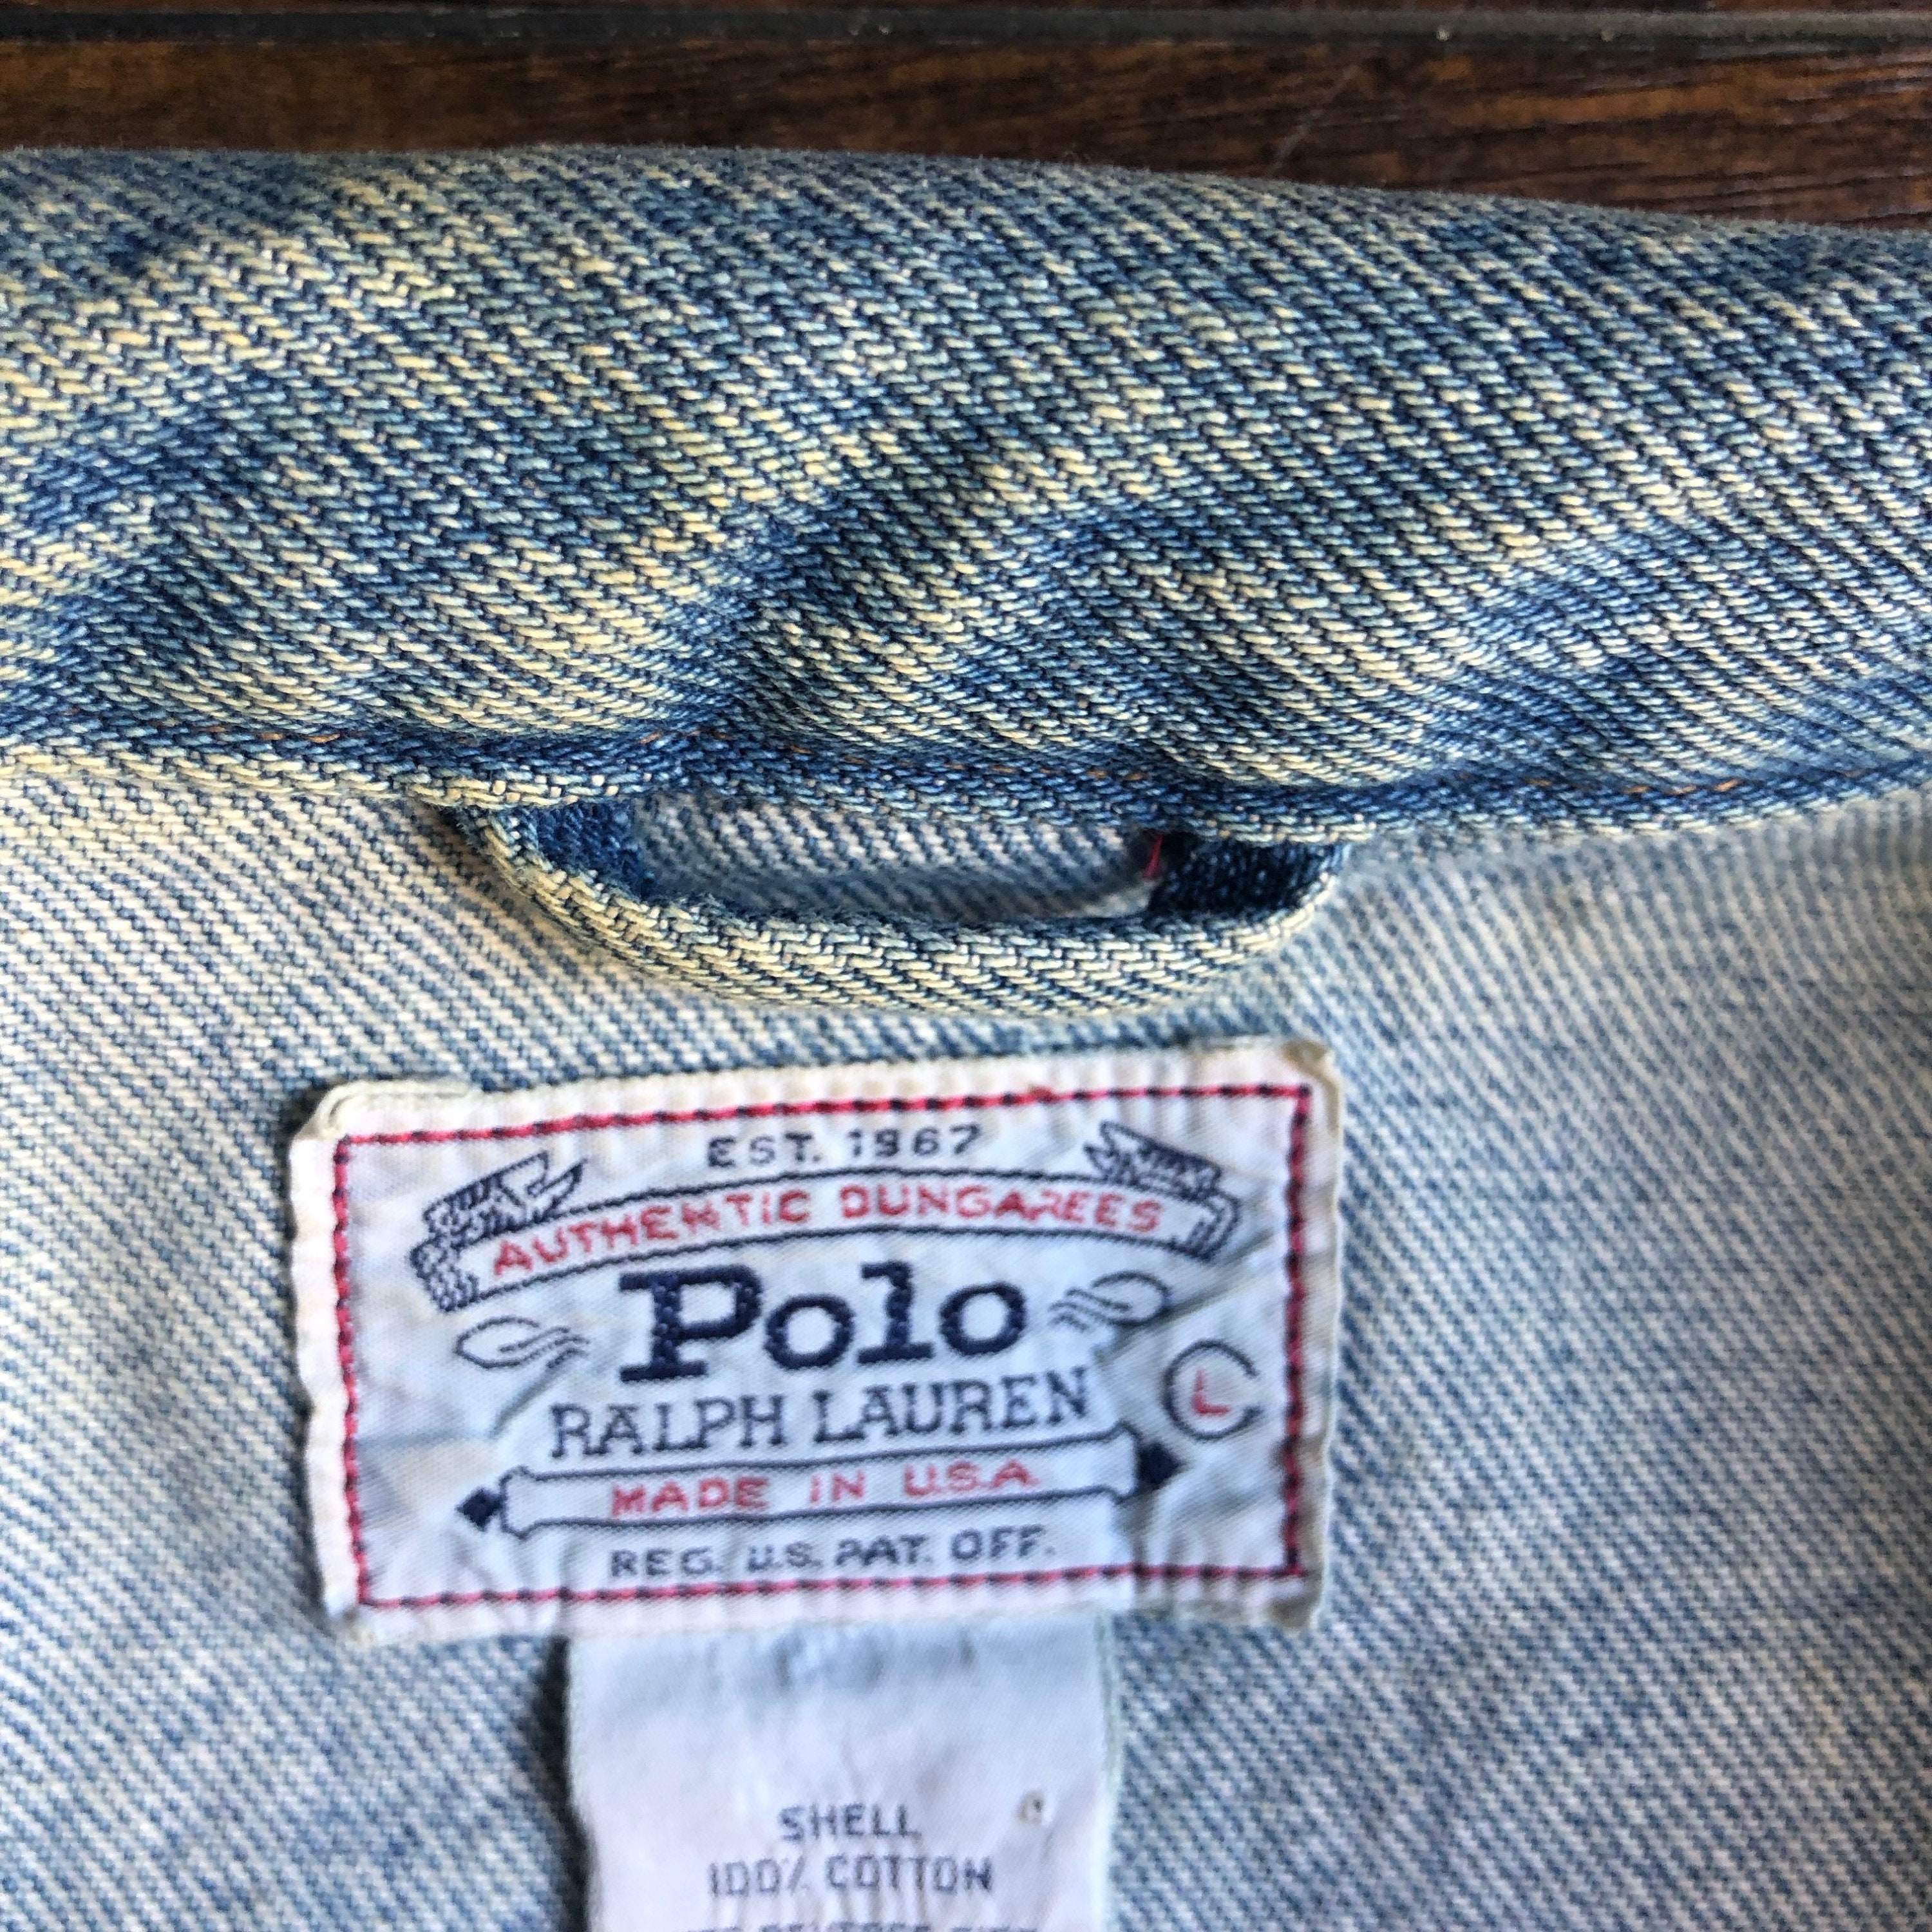 EST. 1967
AUTHENTIC DUNGAREES
Polo
RALPH LAUREN
L
MADE IN U.S.A.
REG. U.S. PAT. OFF.
SHELL
100% COTTON